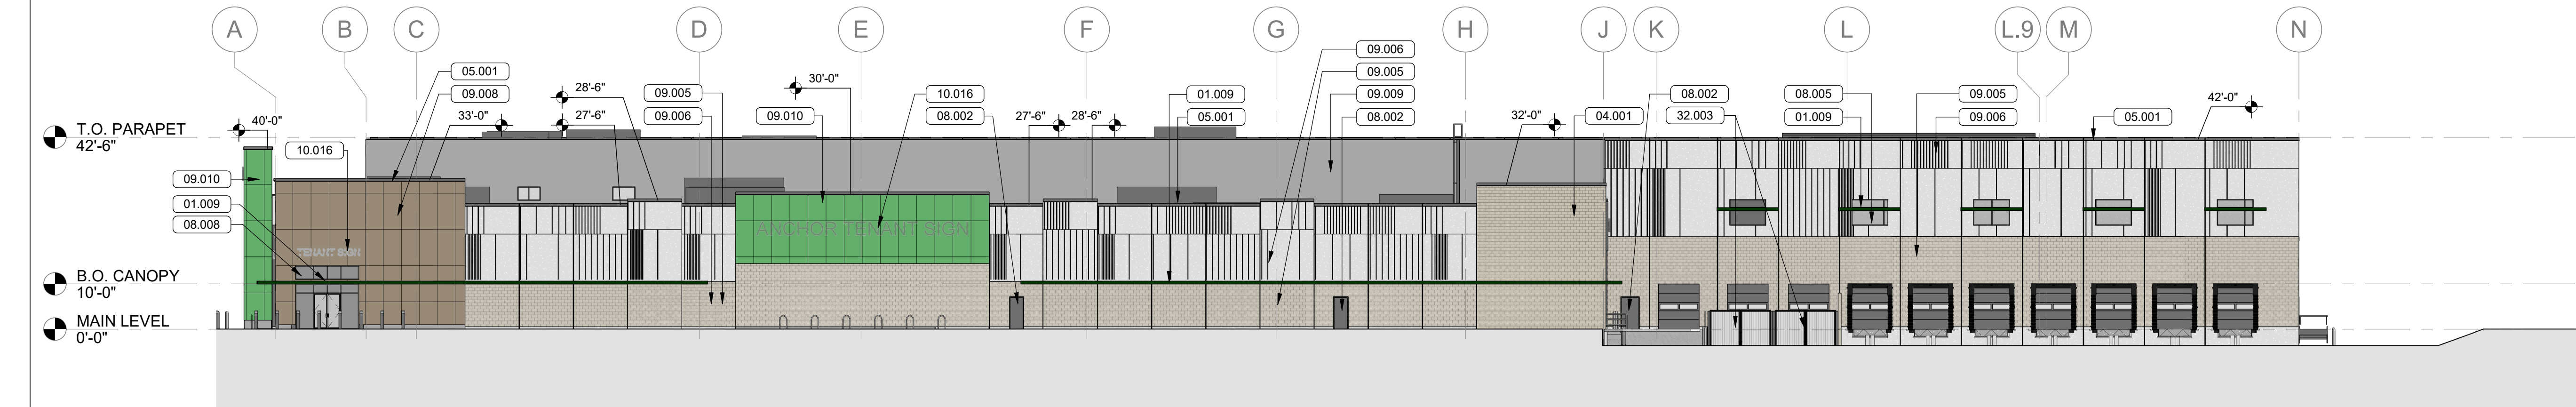 A B C D E F G H J K L L.9 M N
09.006
05.001 09.005
09.008 28'-6" 09.005 30'-0" 10.016 01.009 09.009 08.002 08.005 09.005 42'-0"
40'-0" 33'-0" 27'-6" 09.006 09.010 08.002 27'-6" 28'-6" 05.001 08.002 32'-0" 04.001 32.003 01.009 09.006 05.001
T.O. PARAPET
42'-6"
10.016
09.010
01.009
08.008
ANCHOR TENANT SIGN
TENANT SIGN
B.O. CANOPY
10'-0"
MAIN LEVEL
0'-0"